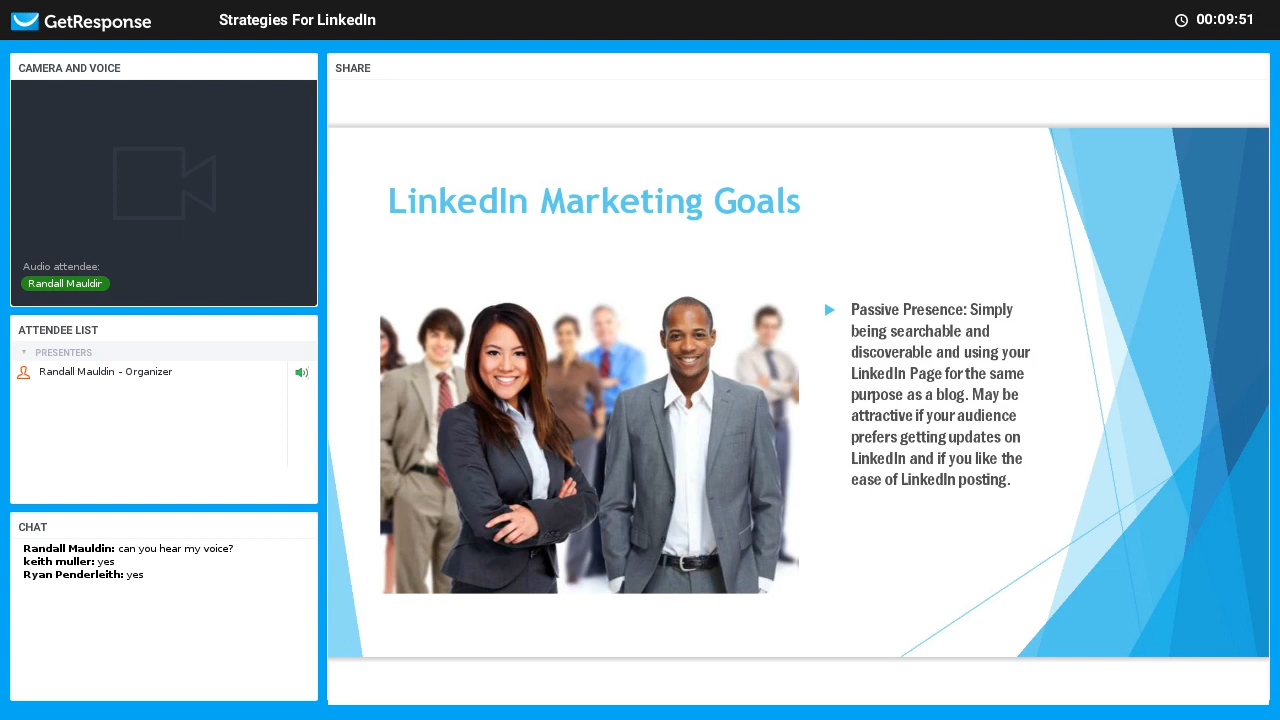 GetResponse
Strategies For LinkedIn
00:09:51
CAMERA AND VOICE
Audio attendee:
Randall Mauldin
ATTENDEE LIST
PRESENTERS
Randall Mauldin - Organizer
CHAT
Randall Mauldin: can you hear my voice?
keith muller: yes
Ryan Penderleith: yes
SHARE
LinkedIn Marketing Goals
Passive Presence: Simply
being searchable and
discoverable and using your
LinkedIn Page for the same
purpose as a blog. May be
attractive if your audience
prefers getting updates on
LinkedIn and if you like the
ease of LinkedIn posting.